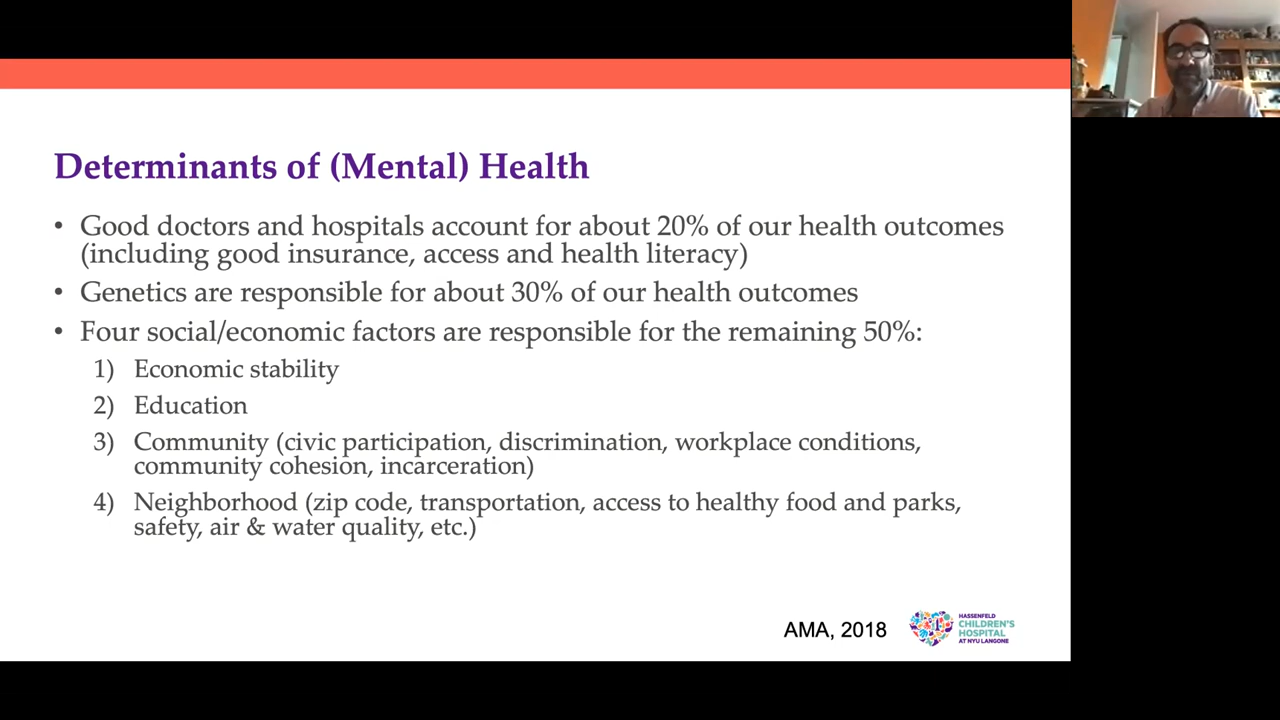 Determinants of (Mental) Health
• Good doctors and hospitals account for about 20% of our health outcomes
(including good insurance, access and health literacy)
• Genetics are responsible for about 30% of our health outcomes
• Four social/economic factors are responsible for the remaining 50%:
1) Economic stability
2) Education
3) Community (civic participation, discrimination, workplace conditions,
community cohesion, incarceration)
4) Neighborhood (zip code, transportation, access to healthy food and parks,
safety, air & water quality, etc.)
AMA, 2018
HASSENFELD
CHILDREN'S
HOSPITAL
AT NYU LANGONE